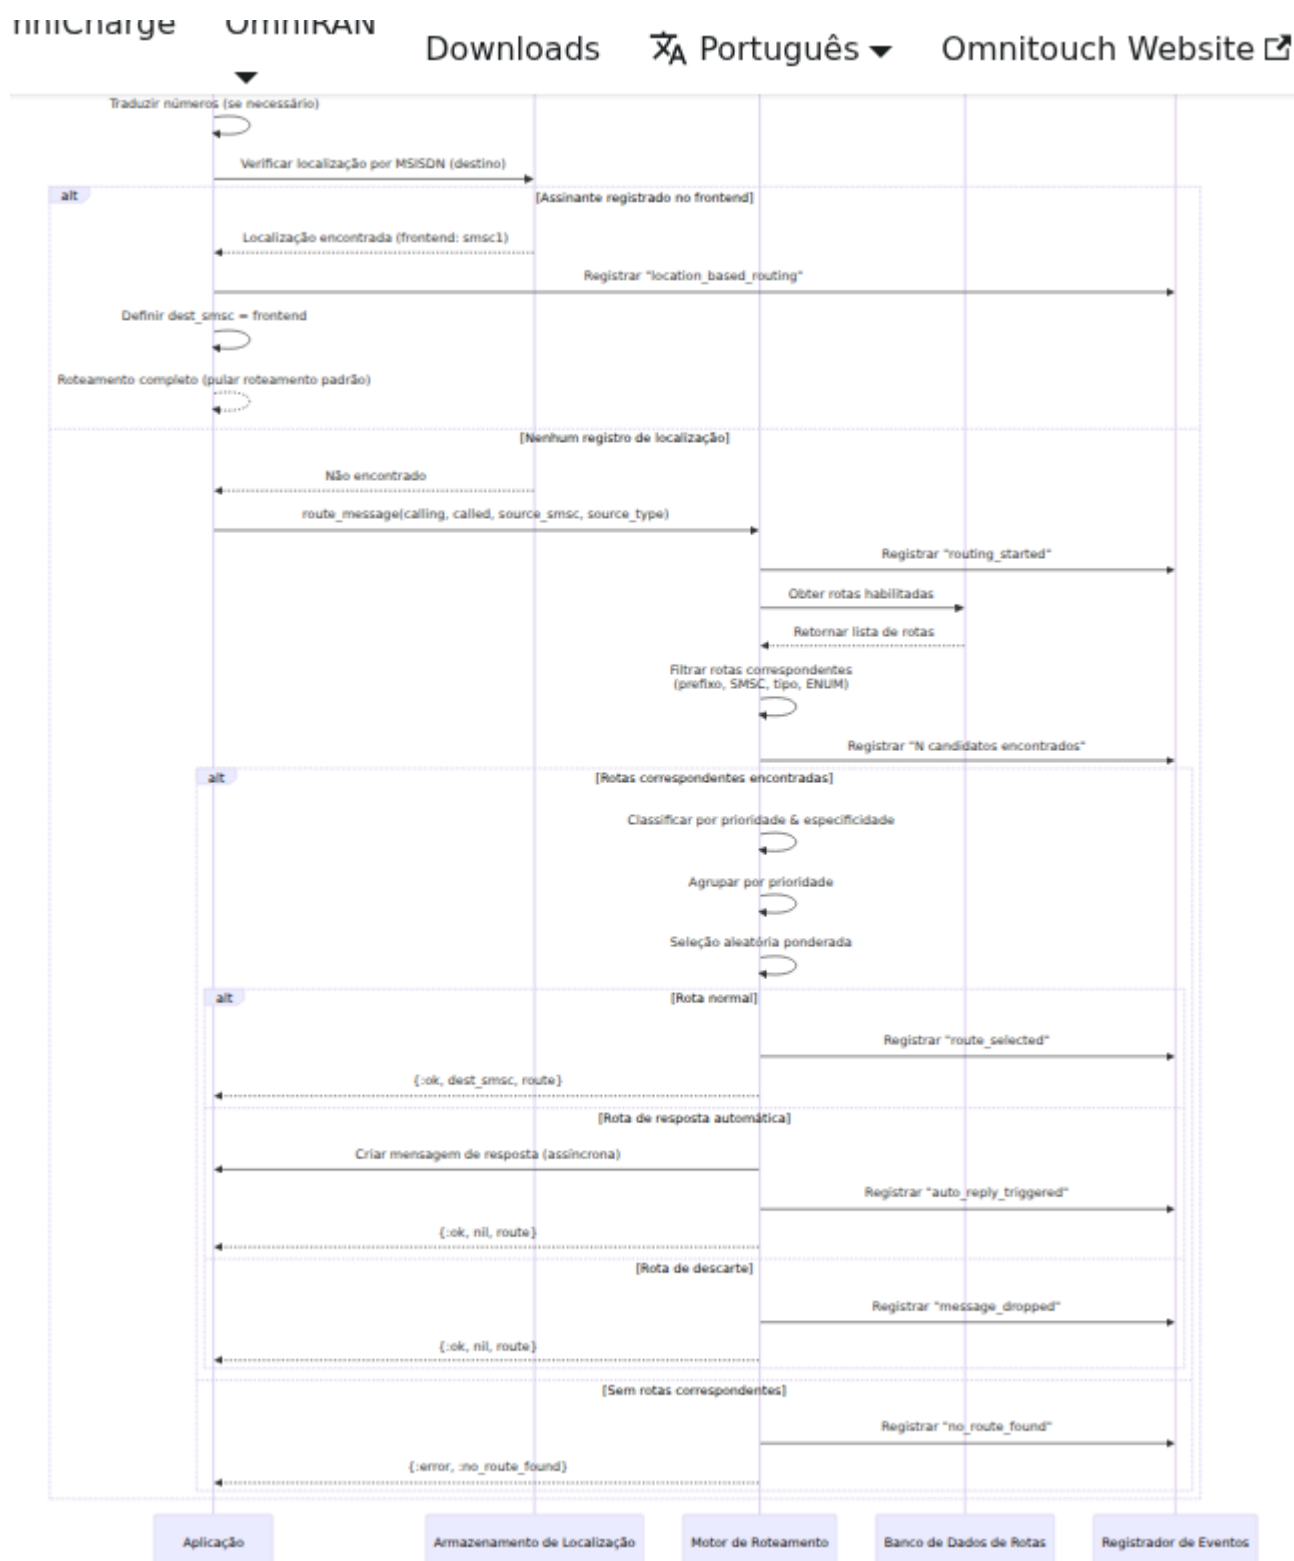 Downloads
Português
Omnitouch Website
Traduzir números (se necessário)
Verificar localização por MSISDN (destino)
alt
[Assinante registrado no frontend]
Localização encontrada (frontend: smsc1)
Registrar "location_based_routing"
Definir dest_smsc = frontend
Roteamento completo (pular roteamento padrão)
[Nenhum registro de localização]
Não encontrado
route_message(calling, called, source_smsc, source_type)
Registrar "routing_started"
Obter rotas habilitadas
Retornar lista de rotas
Filtrar rotas correspondentes
(prefixo, SMSC, tipo, ENUM)
Registrar "N candidatos encontrados"
alt
[Rotas correspondentes encontradas]
Classificar por prioridade & especificidade
Agrupar por prioridade
Seleção aleatória ponderada
alt
[Rota normal]
Registrar "route_selected"
{:ok, dest_smsc, route}
[Rota de resposta automática]
Criar mensagem de resposta (assíncrona)
Registrar "auto_reply_triggered"
{:ok, nil, route}
[Rota de descarte]
Registrar "message_dropped"
{:ok, nil, route}
[Sem rotas correspondentes]
Registrar "no_route_found"
{:error, :no_route_found}
Aplicação
Armazenamento de Localização
Motor de Roteamento
Banco de Dados de Rotas
Registrador de Eventos